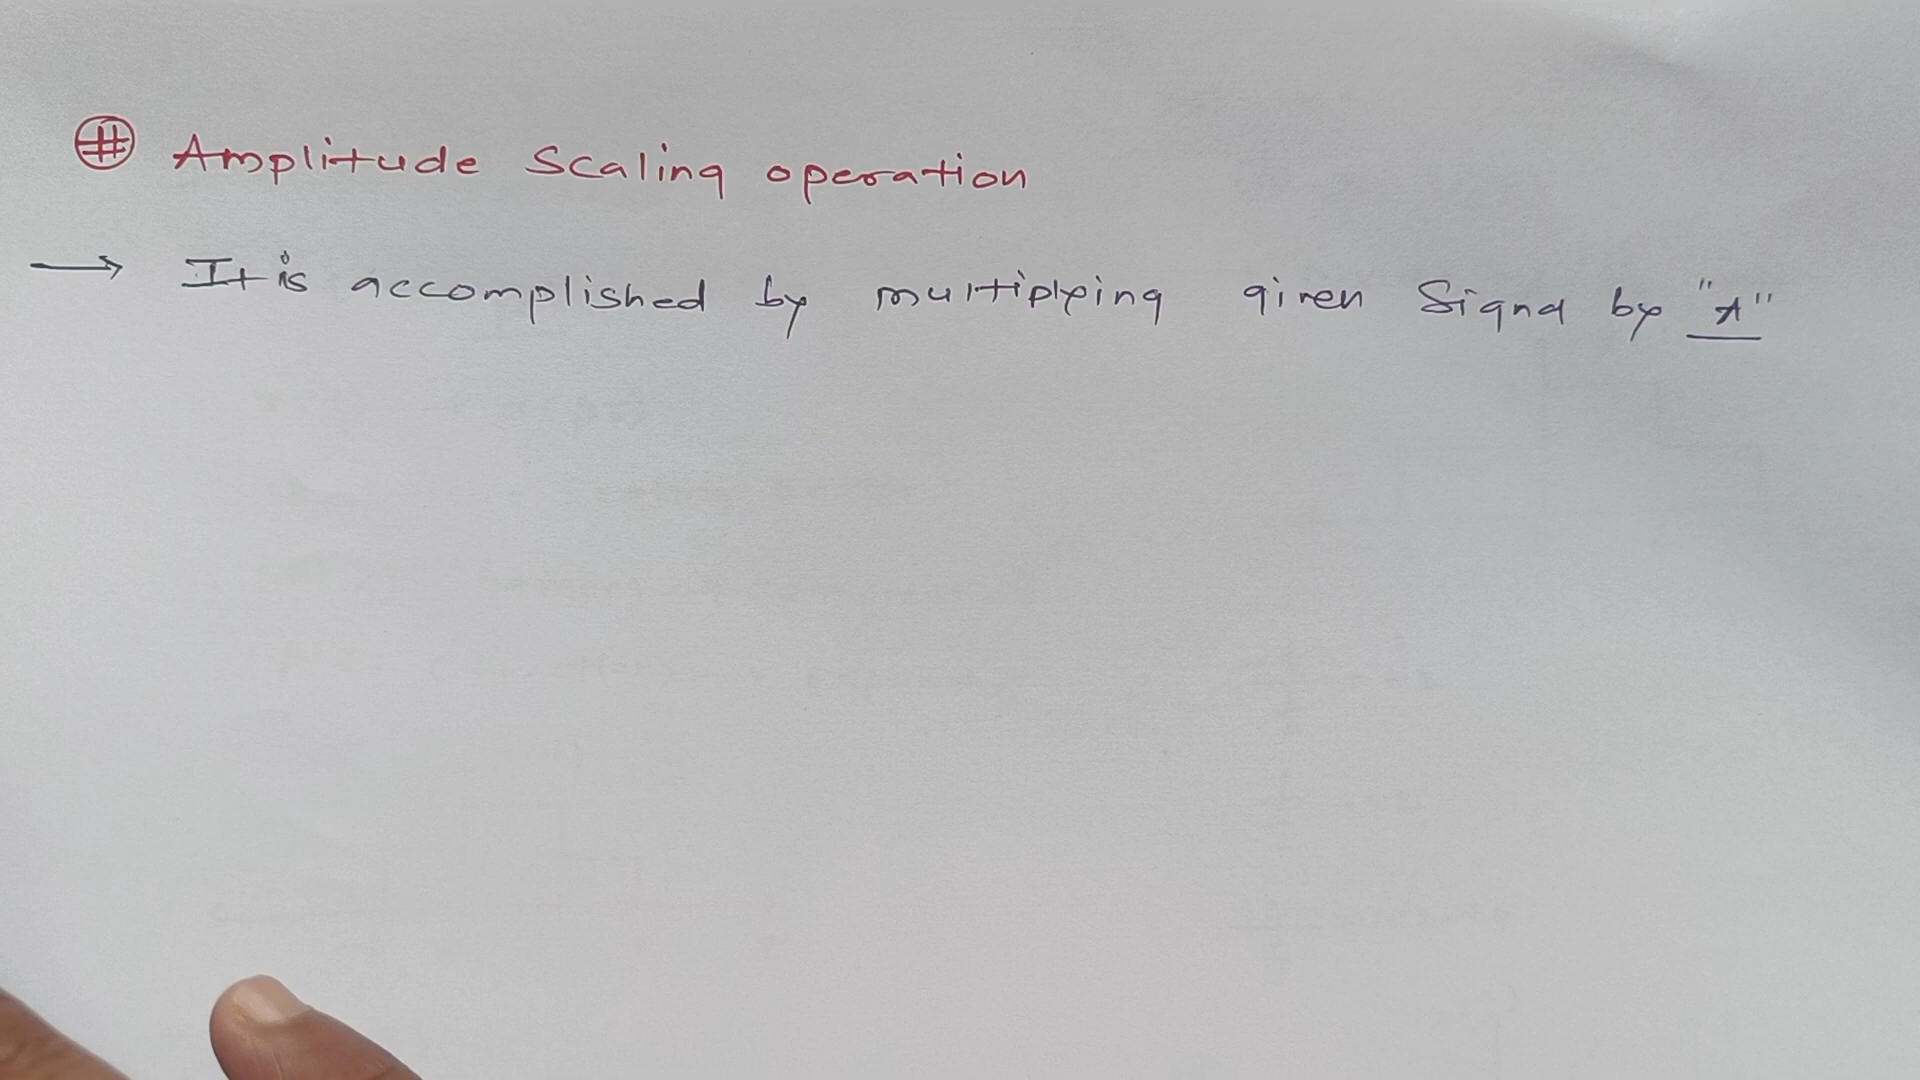 # Amplitude Scaling operation
→ It is accomplished by multiplying given Signal by "A"